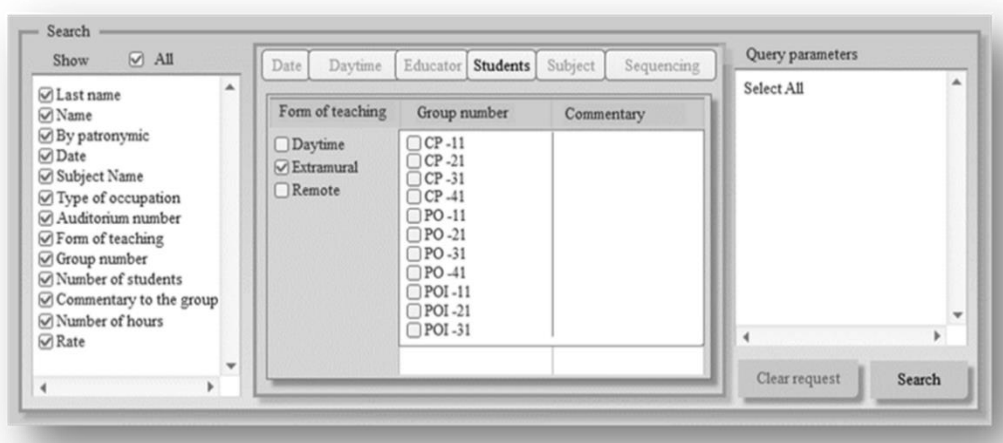 Search
Show All
Last name
Name
By patronymic
Date
Subject Name
Type of occupation
Auditorium number
Form of teaching
Group number
Number of students
Commentary to the group
Number of hours
Rate
Date Daytime Educator Students Subject Sequencing
Form of teaching Group number Commentary
Daytime
Extramural
Remote
CP -11
CP -21
CP -31
CP -41
PO -11
PO -21
PO -31
PO -41
POI -11
POI -21
POI -31
Query parameters
Select All
Clear request Search